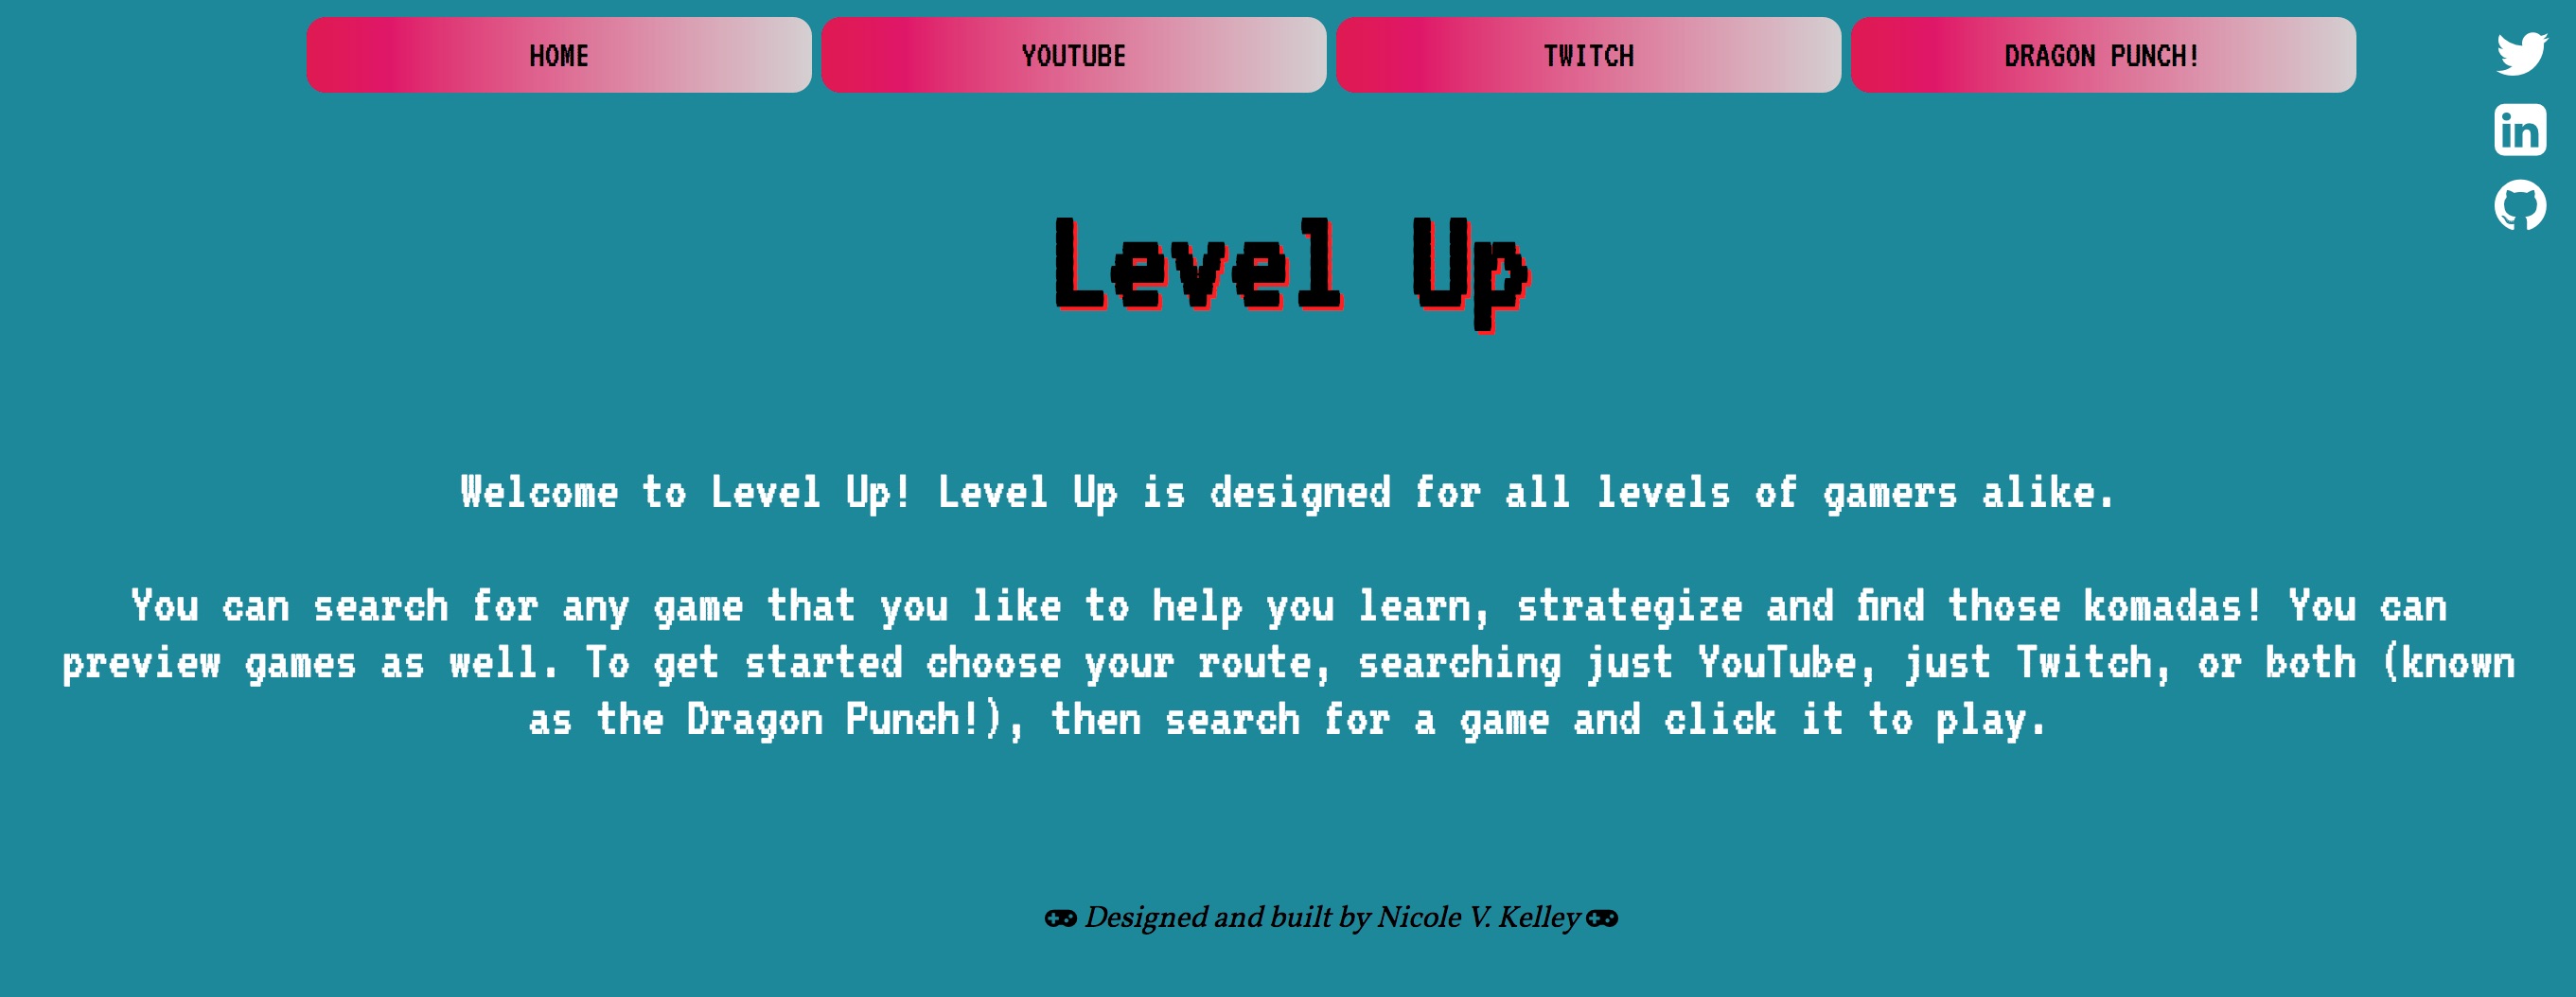 HOME
YOUTUBE
TWITCH
DRAGON PUNCH!
in
Level Up
Welcome to Level Up! Level Up is designed for all levels of gamers alike.
You can search for any game that you like to help you learn, strategize and find those komadas! You can
preview games as well. To get started choose your route, searching just YouTube, just Twitch, or both (known
as the Dragon Punch!), then search for a game and click it to play.
Designed and built by Nicole V. Kelley